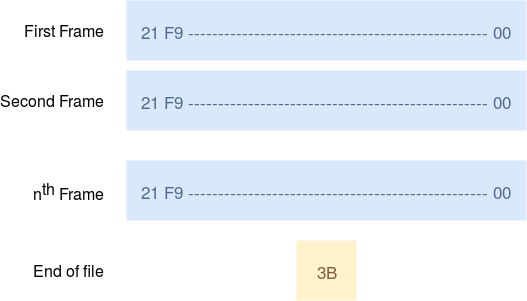 First Frame 21 F9 -------------------------------------------------- 00
Second Frame 21 F9 -------------------------------------------------- 00
nth Frame 21 F9 -------------------------------------------------- 00
End of file 3B